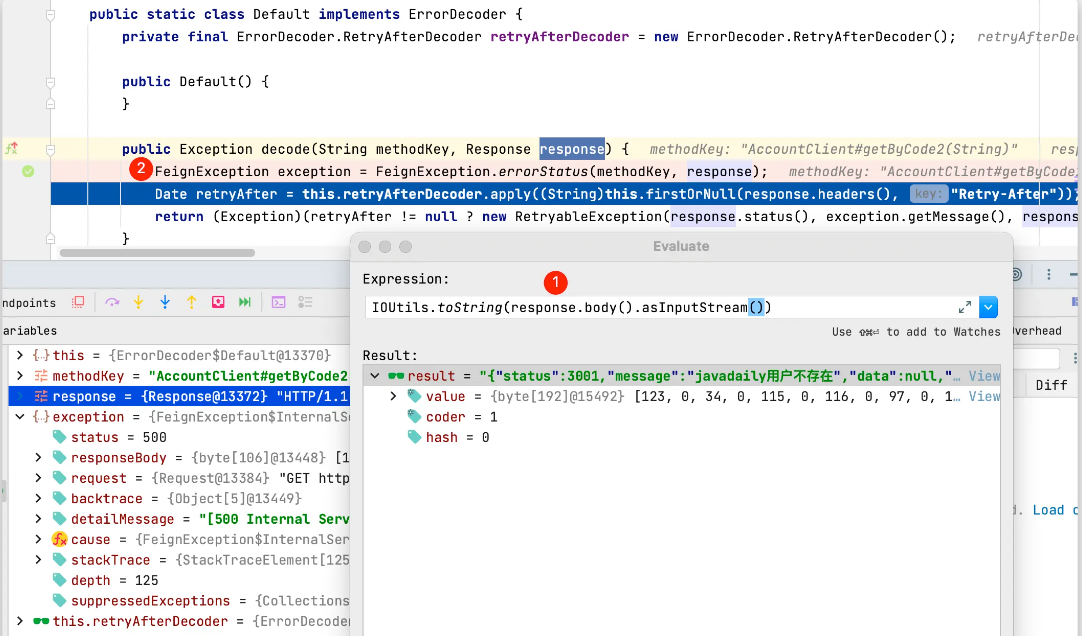 public static class Default implements ErrorDecoder {
private final ErrorDecoder.RetryAfterDecoder retryAfterDecoder = new ErrorDecoder.RetryAfterDecoder(); retryAfterDe
public Default() {
}
public Exception decode(String methodKey, Response response) { methodKey: "AccountClient#getByCode2(String)" resp
2
FeignException exception = FeignException.errorStatus(methodKey, response); methodKey: "AccountClient#getByCode
Date retryAfter = this.retryAfterDecoder.apply((String)this.firstOrNull(response.headers(), key: "Retry-After"));
return (Exception)(retryAfter != null ? new RetryableException(response.status(), exception.getMessage(), respons
}
Evaluate
Expression:
1
IOUtils.toString(response.body().asInputStream())
Use ⇧⌘⏎ to add to Watches
Result:
result = "{"status":3001,"message":"javadaily用户不存在","data":null,"… View
value = {byte[192]@15492} [123, 0, 34, 0, 115, 0, 116, 0, 97, 0, 1… View
coder = 1
hash = 0
ndpoints
ariables
this = {ErrorDecoder$Default@13370}
methodKey = "AccountClient#getByCode2
response = {Response@13372} "HTTP/1.1
exception = {FeignException$InternalSe
status = 500
responseBody = {byte[106]@13448} [1
request = {Request@13384} "GET http
backtrace = {Object[5]@13449}
detailMessage = "[500 Internal Serv
cause = {FeignException$InternalSer
stackTrace = {StackTraceElement[125
depth = 125
suppressedExceptions = {Collections
this.retryAfterDecoder = {ErrorDecoder
Overhead
Diff
d. Load c